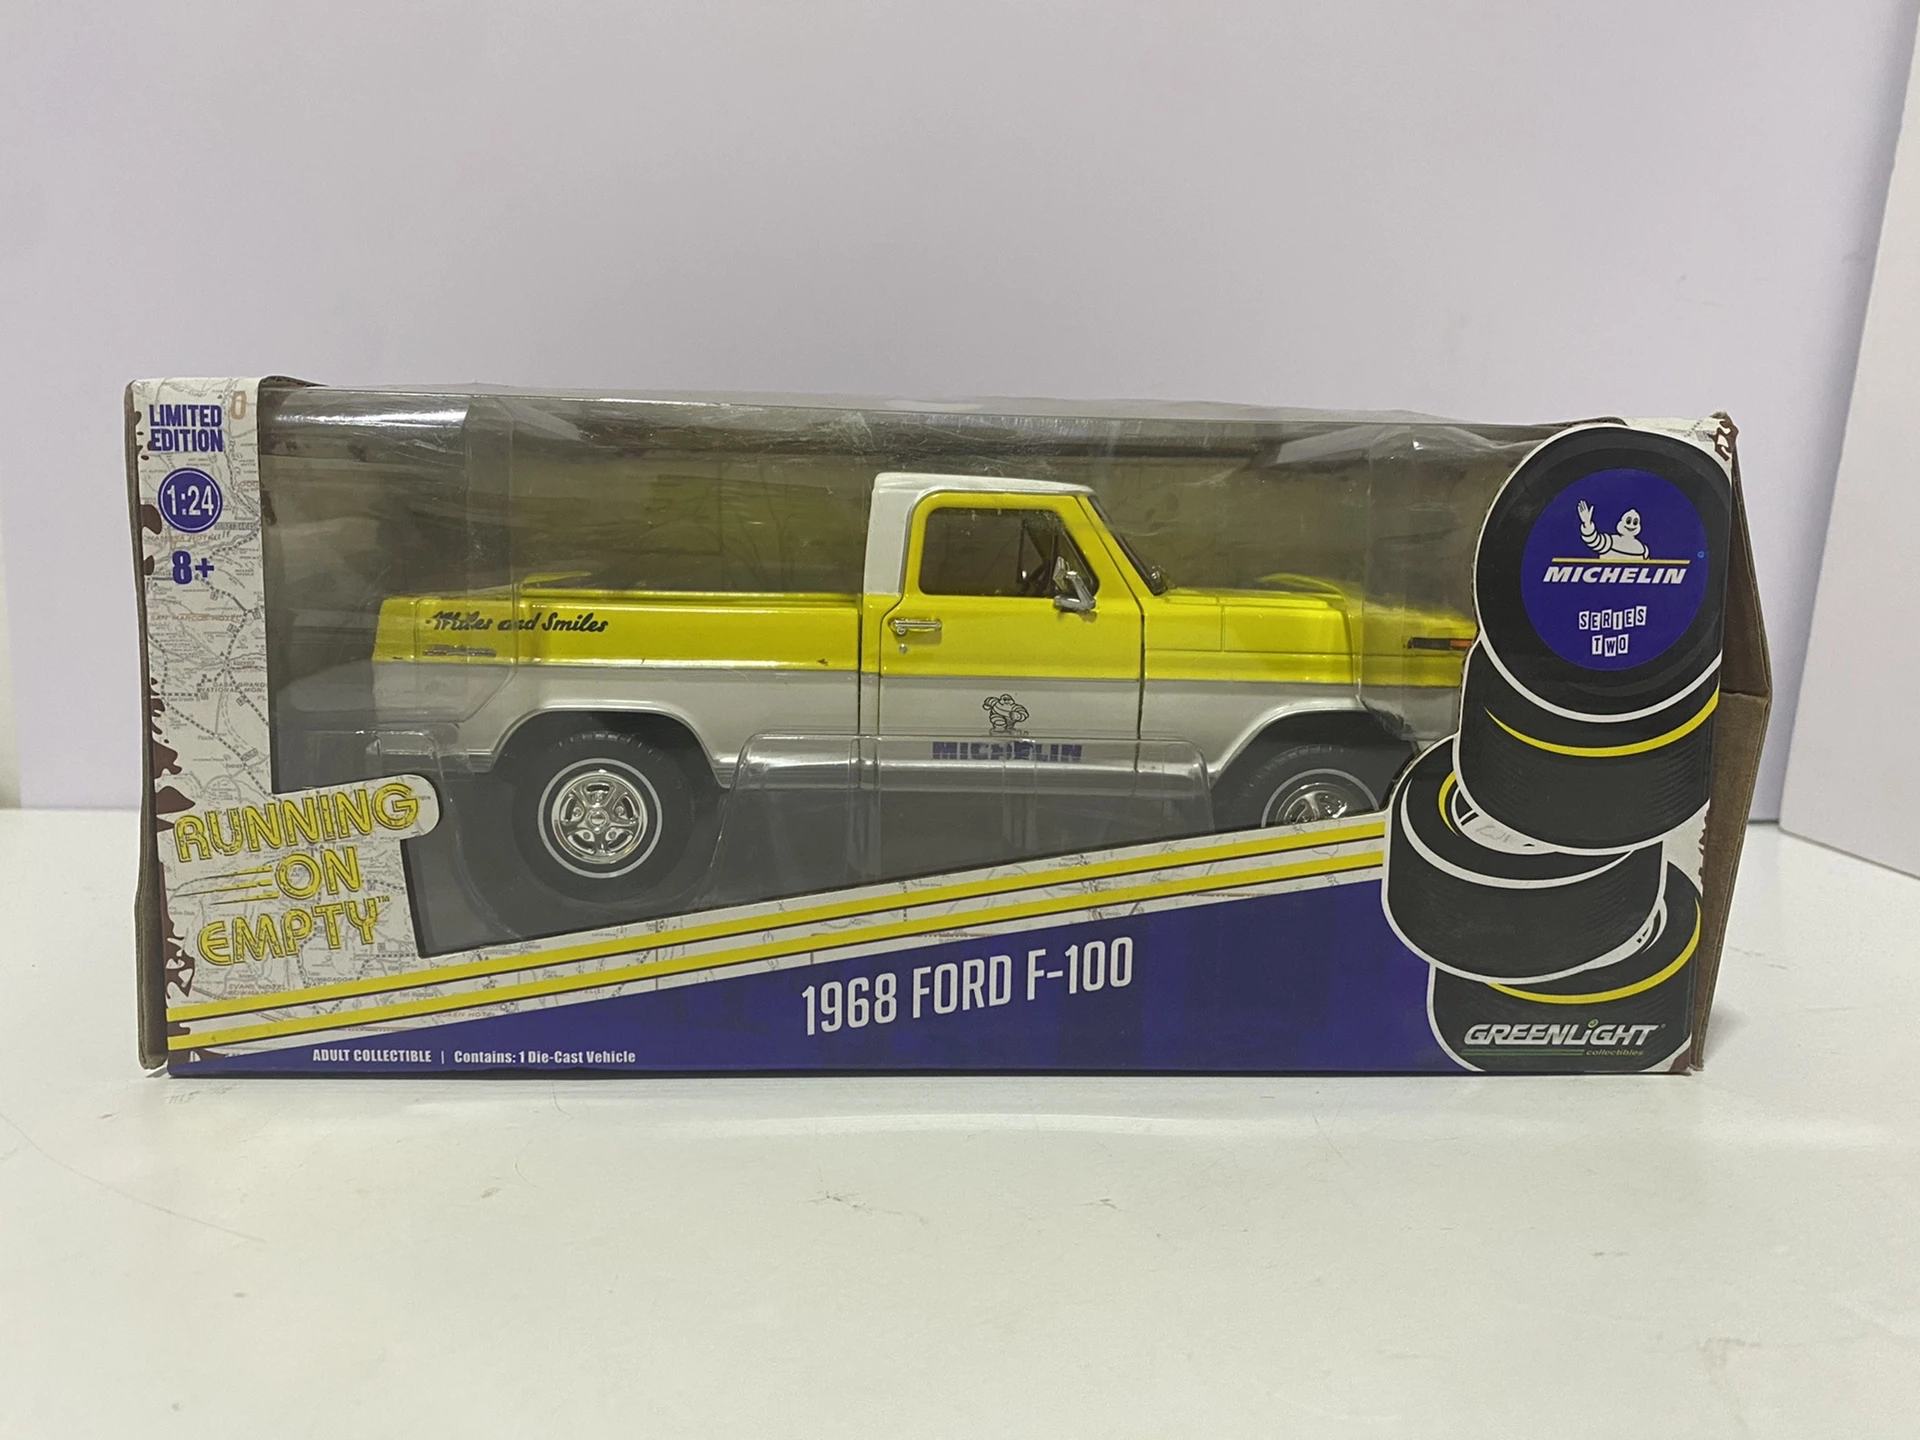 LIMITED
EDITION
1:24
8+
RUNNING
ON
EMPTY™
Miles and Smiles
MICHELIN
MICHELIN
SERIES
TWO
1968 FORD F-100
ADULT COLLECTIBLE | Contains: 1 Die-Cast Vehicle
GREENLiGHT®
collectibles